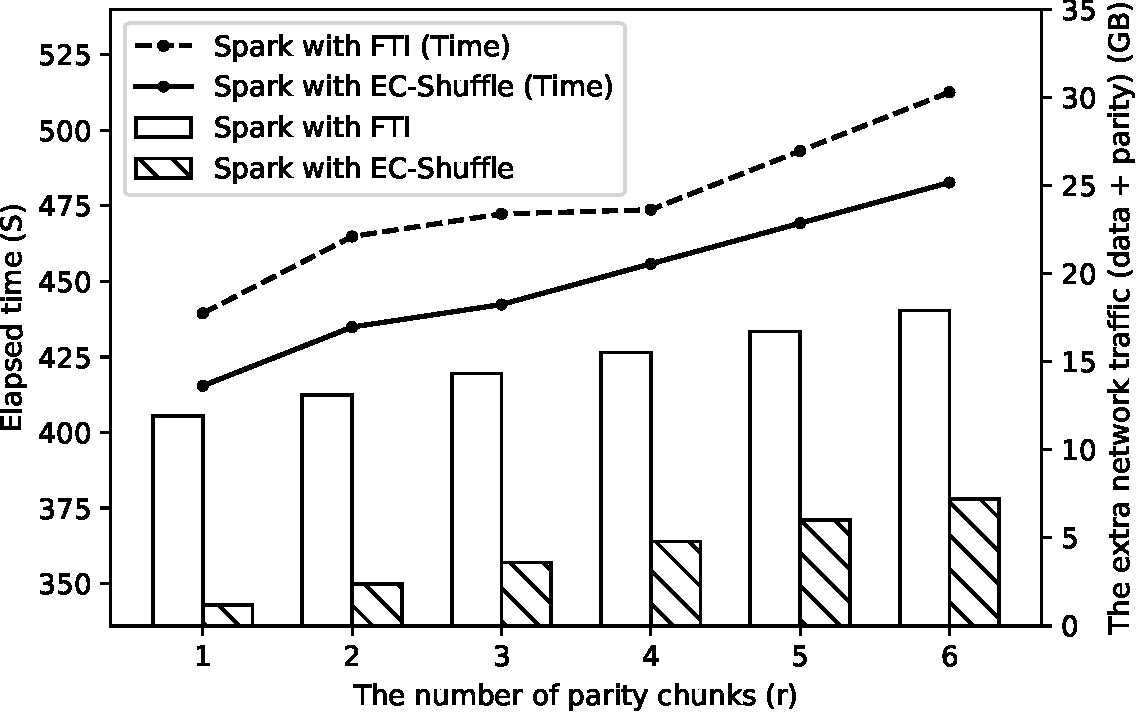 Spark with FTI (Time)
Spark with EC-Shuffle (Time)
Spark with FTI
Spark with EC-Shuffle
Elapsed time (S)
525
500
475
450
425
400
375
350
35
30
25
20
15
10
5
0
The extra network traffic (data + parity) (GB)
1 2 3 4 5 6
The number of parity chunks (r)